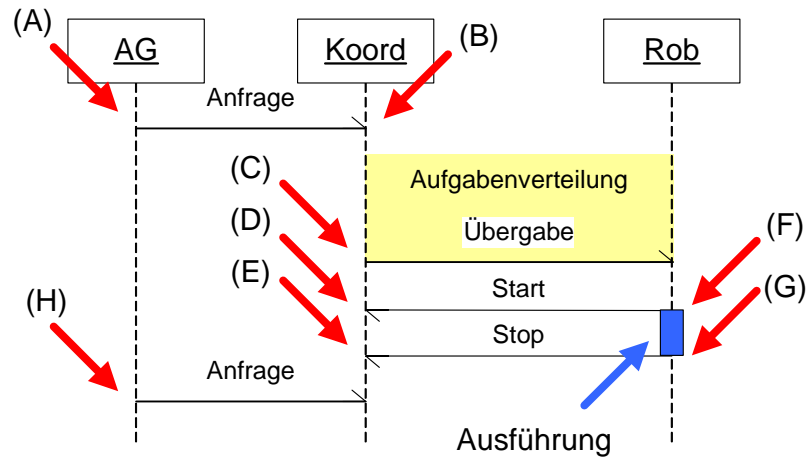 (A)
AG
Koord
(B)
Rob
Anfrage
(C)
Aufgabenverteilung
(D)
Übergabe
(F)
(E)
Start
(G)
(H)
Stop
Anfrage
Ausführung